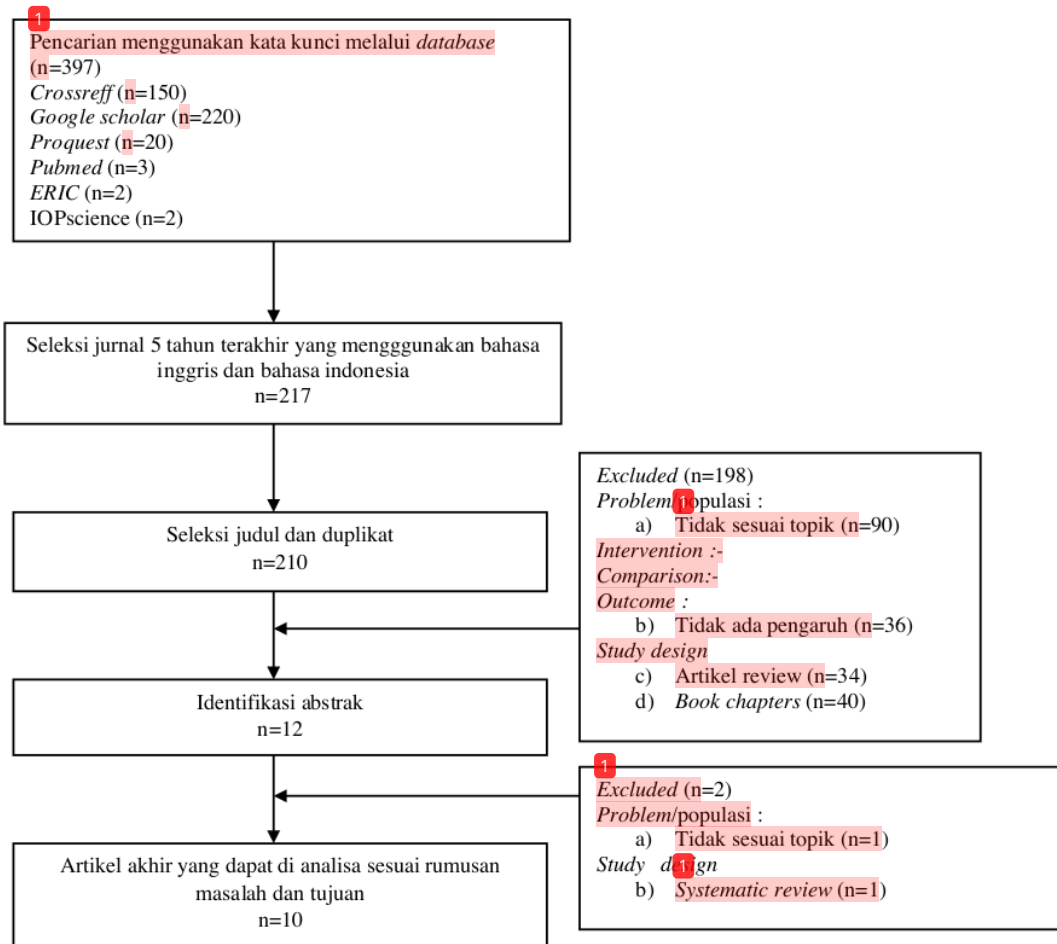 1
Pencarian menggunakan kata kunci melalui database
(n=397)
Crossreff (n=150)
Google scholar (n=220)
Proquest (n=20)
Pubmed (n=3)
ERIC (n=2)
IOPscience (n=2)
Seleksi jurnal 5 tahun terakhir yang mengggunakan bahasa
inggris dan bahasa indonesia
n=217
Seleksi judul dan duplikat
n=210
Excluded (n=198)
Problem/populasi :
1
a) Tidak sesuai topik (n=90)
Intervention :-
Comparison:-
Outcome :
b) Tidak ada pengaruh (n=36)
Study design
c) Artikel review (n=34)
d) Book chapters (n=40)
Identifikasi abstrak
n=12
1
Excluded (n=2)
Problem/populasi :
a) Tidak sesuai topik (n=1)
Study design
1
b) Systematic review (n=1)
Artikel akhir yang dapat di analisa sesuai rumusan
masalah dan tujuan
n=10